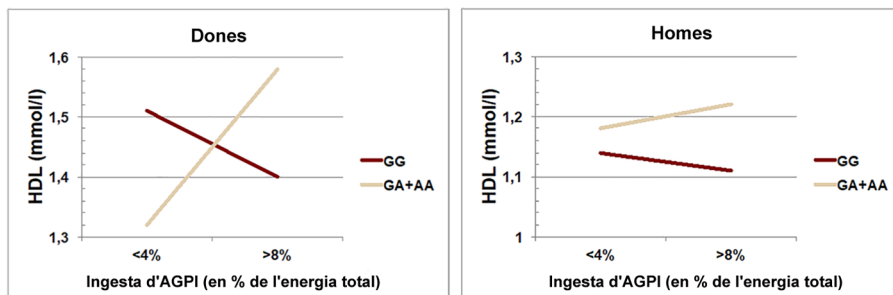 Dones
1,6
1,5
1,4
1,3
HDL (mmol/l)
<4%
>8%
Ingesta d'AGPI (en % de l'energia total)
GG
GA+AA
Homes
1,3
1,2
1,1
1
HDL (mmol/l)
<4%
>8%
Ingesta d'AGPI (en % de l'energia total)
GG
GA+AA